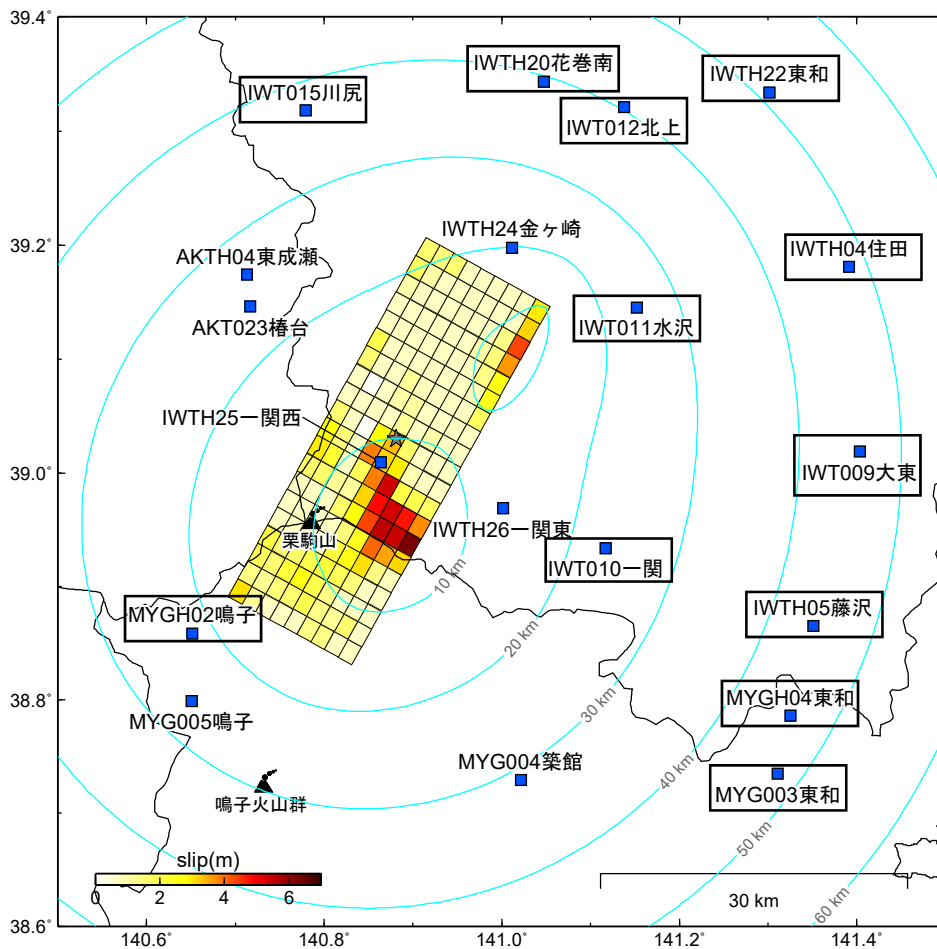 39.4˚
IWTH20花巻南
IWTH22東和
IWT015川尻
IWT012北上
39.2˚
IWTH24金ヶ崎
IWTH04住田
AKTH04東成瀬
AKT023椿台
IWT011水沢
IWTH25一関西
39.0˚
IWT009大東
IWTH26一関東
栗駒山
IWT010一関
10 km
MYGH02鳴子
IWTH05藤沢
20 km
38.8˚
MYG005鳴子
MYGH04東和
30 km
MYG004築館
40 km
MYG003東和
鳴子火山群
50 km
slip(m)
0 2 4 6
30 km
60 km
38.6˚
140.6˚ 140.8˚ 141.0˚ 141.2˚ 141.4˚